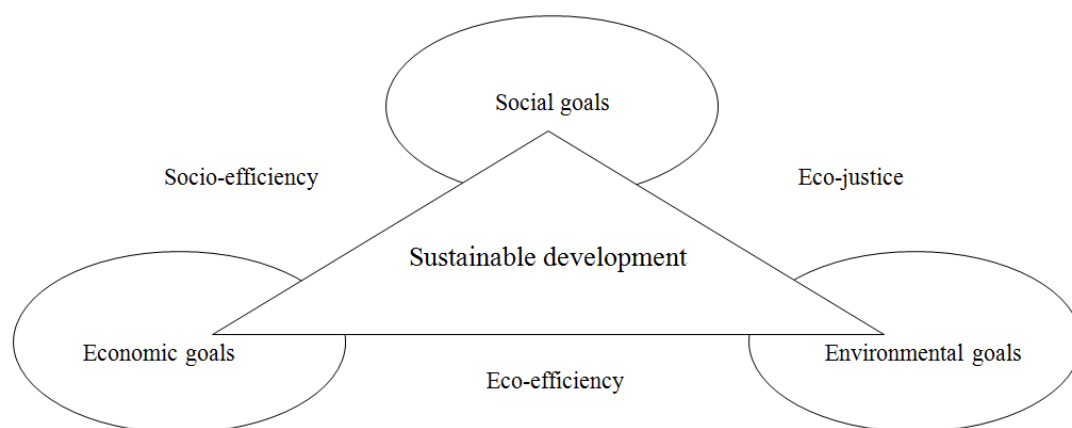 Social goals
Socio-efficiency
Eco-justice
Sustainable development
Economic goals
Environmental goals
Eco-efficiency